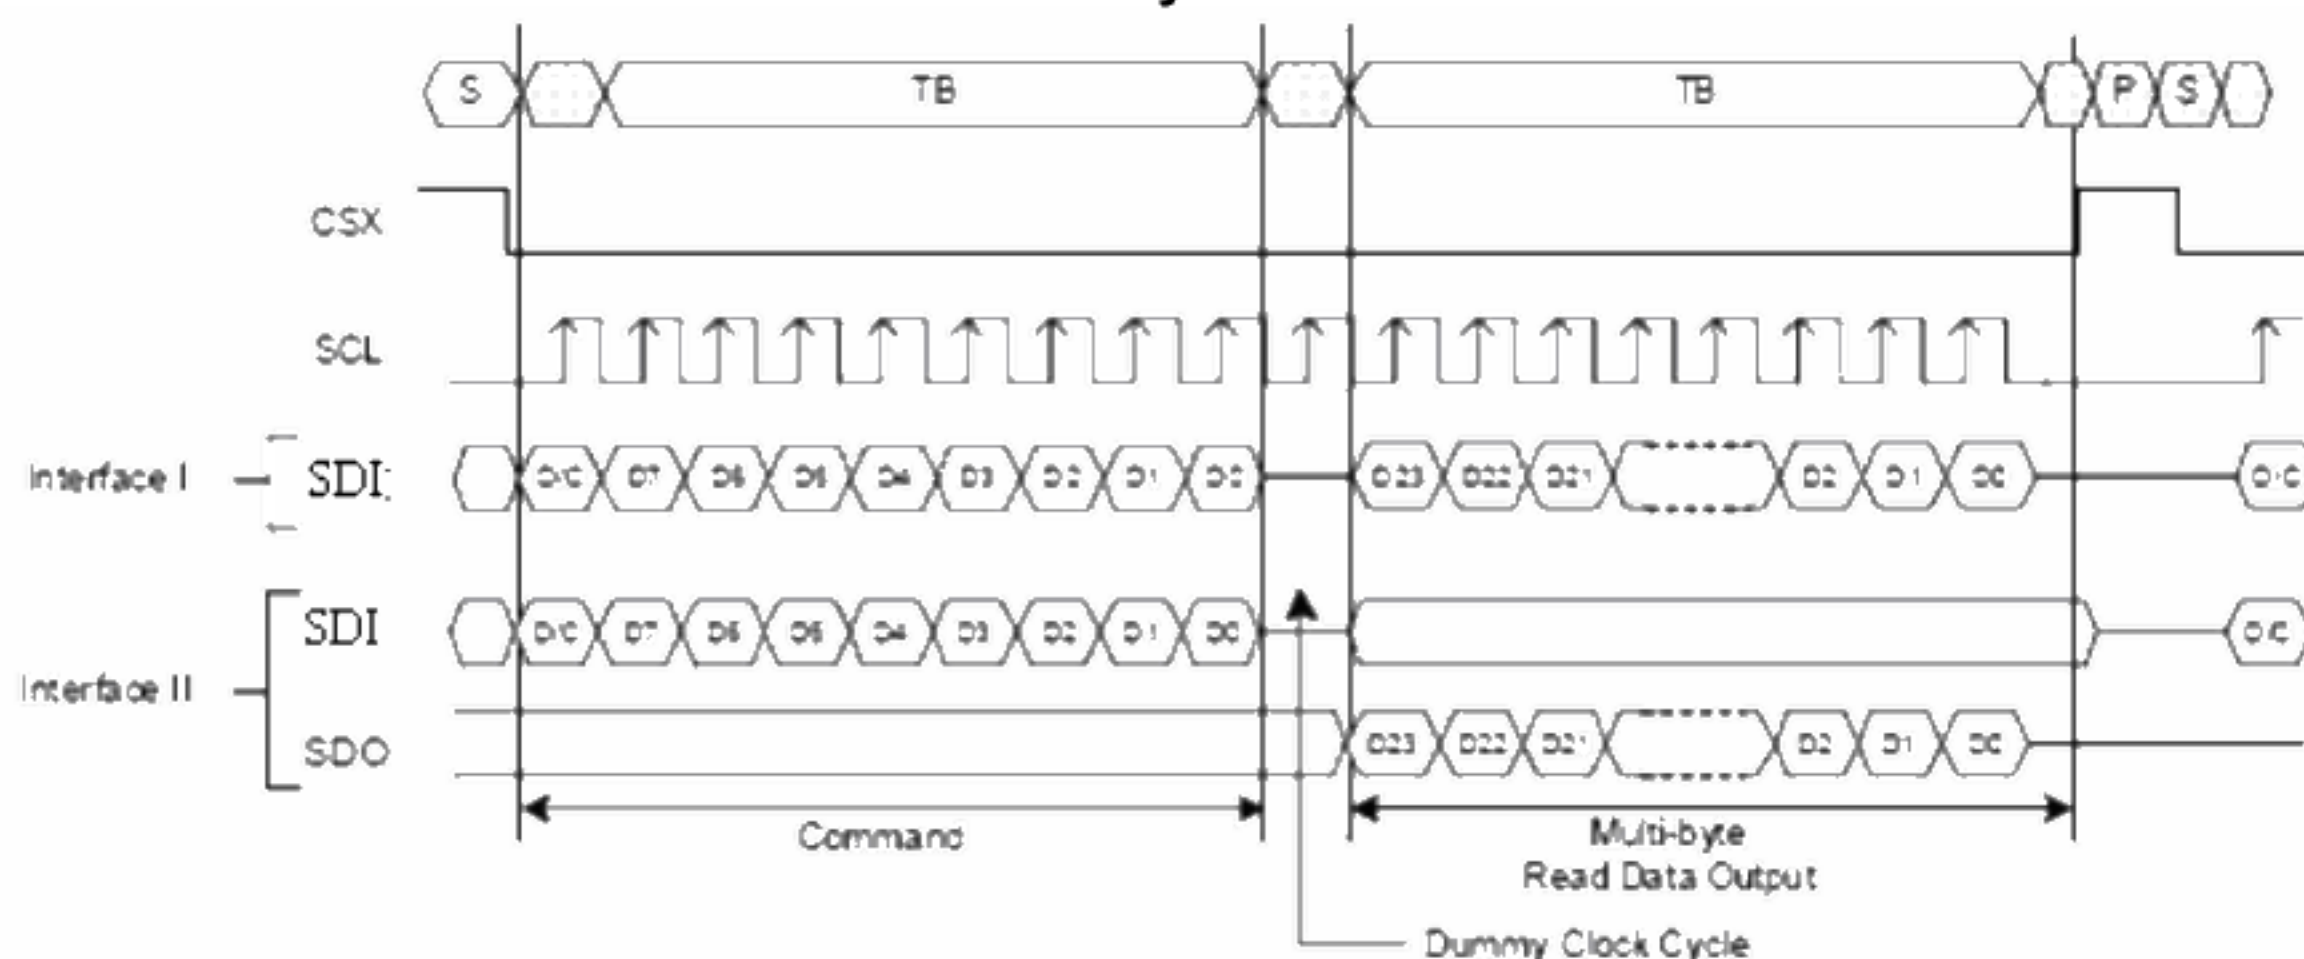 S TB TB P S
CSX
SCL
Interface I SDI: D/C D7 D6 D5 D4 D3 D2 D1 D0 D23 D22 D21 D2 D1 D0 D/C
SDI D/C D7 D6 D5 D4 D3 D2 D1 D0 D/C
Interface II
SDO D23 D22 D21 D2 D1 D0
Command
Multi-byte
Read Data Output
Dummy Clock Cycle